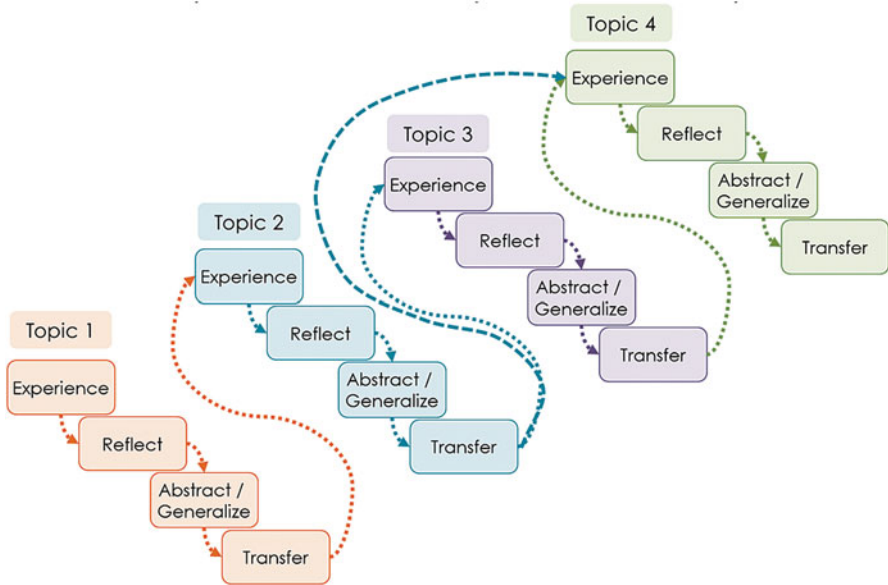 Topic 1
Experience
Reflect
Abstract /
Generalize
Transfer
Topic 2
Experience
Reflect
Abstract /
Generalize
Transfer
Topic 3
Experience
Reflect
Abstract /
Generalize
Transfer
Topic 4
Experience
Reflect
Abstract /
Generalize
Transfer